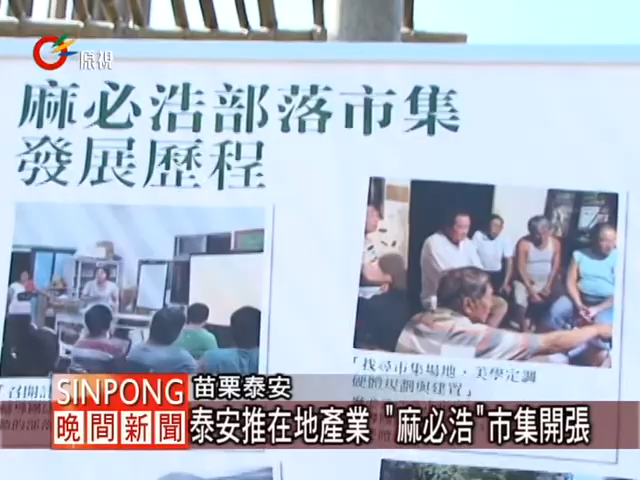 原視
麻必浩部落市集
發展歷程
「找尋市集場地，美學定調
硬體規劃與建置」
SINPONG
晚間新聞
苗栗泰安
泰安推在地產業 "麻必浩"市集開張